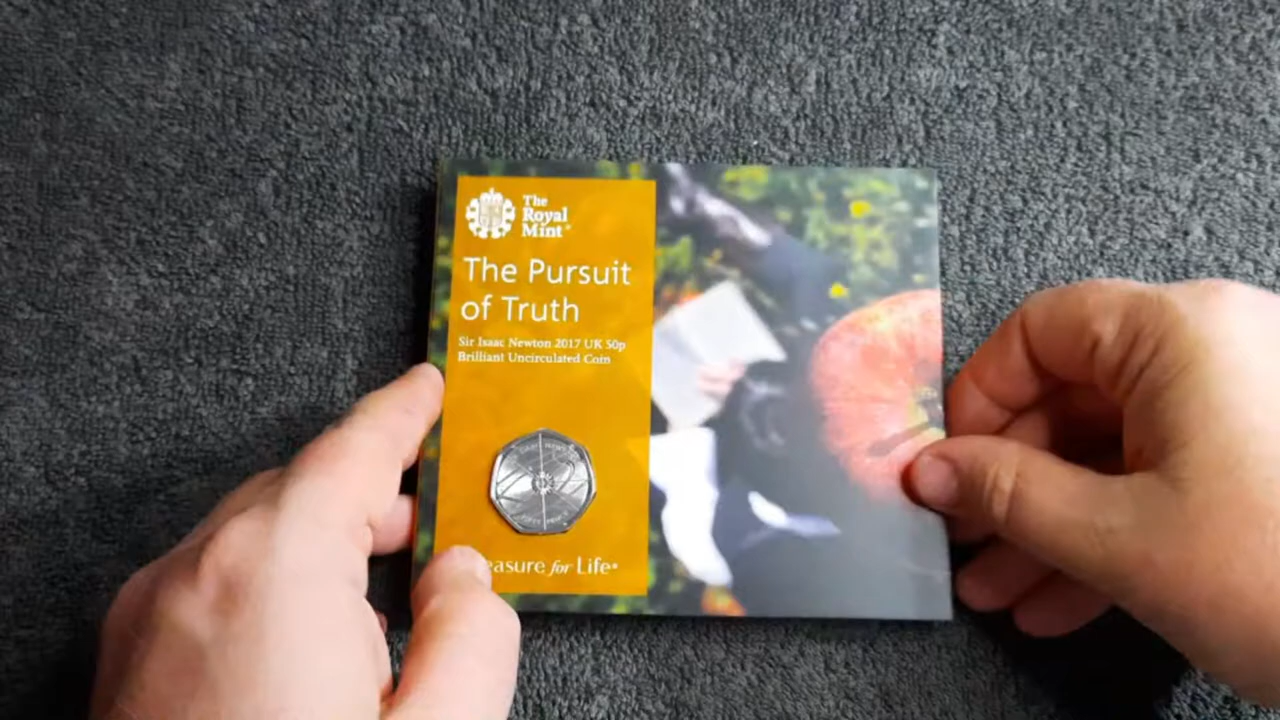 The
Royal
Mint®
The Pursuit
of Truth
Sir Isaac Newton 2017 UK 50p
Brilliant Uncirculated Coin
easure for Life®